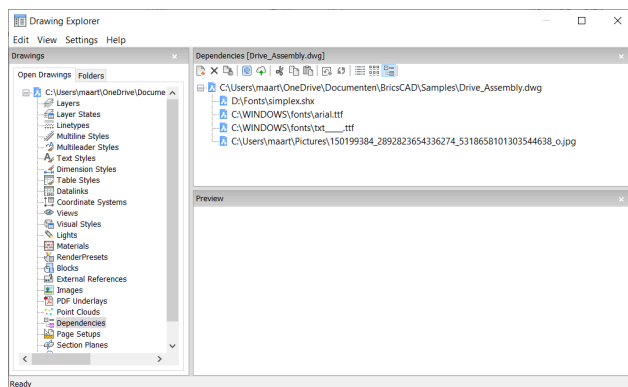 Drawing Explorer
Edit View Settings Help
Drawings
Open Drawings Folders
C:\Users\maart\OneDrive\Docume
Layers
Layer States
Linetypes
Multiline Styles
Multileader Styles
Text Styles
Dimension Styles
Table Styles
Datalinks
Coordinate Systems
Views
Visual Styles
Lights
Materials
RenderPresets
Blocks
External References
Images
PDF Underlays
Point Clouds
Dependencies
Page Setups
Section Planes
Dependencies [Drive_Assembly.dwg]
C:\Users\maart\OneDrive\Documenten\BricsCAD\Samples\Drive_Assembly.dwg
D:\Fonts\simplex.shx
C:\WINDOWS\fonts\arial.ttf
C:\WINDOWS\fonts\txt____.ttf
C:\Users\maart\Pictures\150199384_2892823654336274_5318658101303544638_o.jpg
Preview
Ready